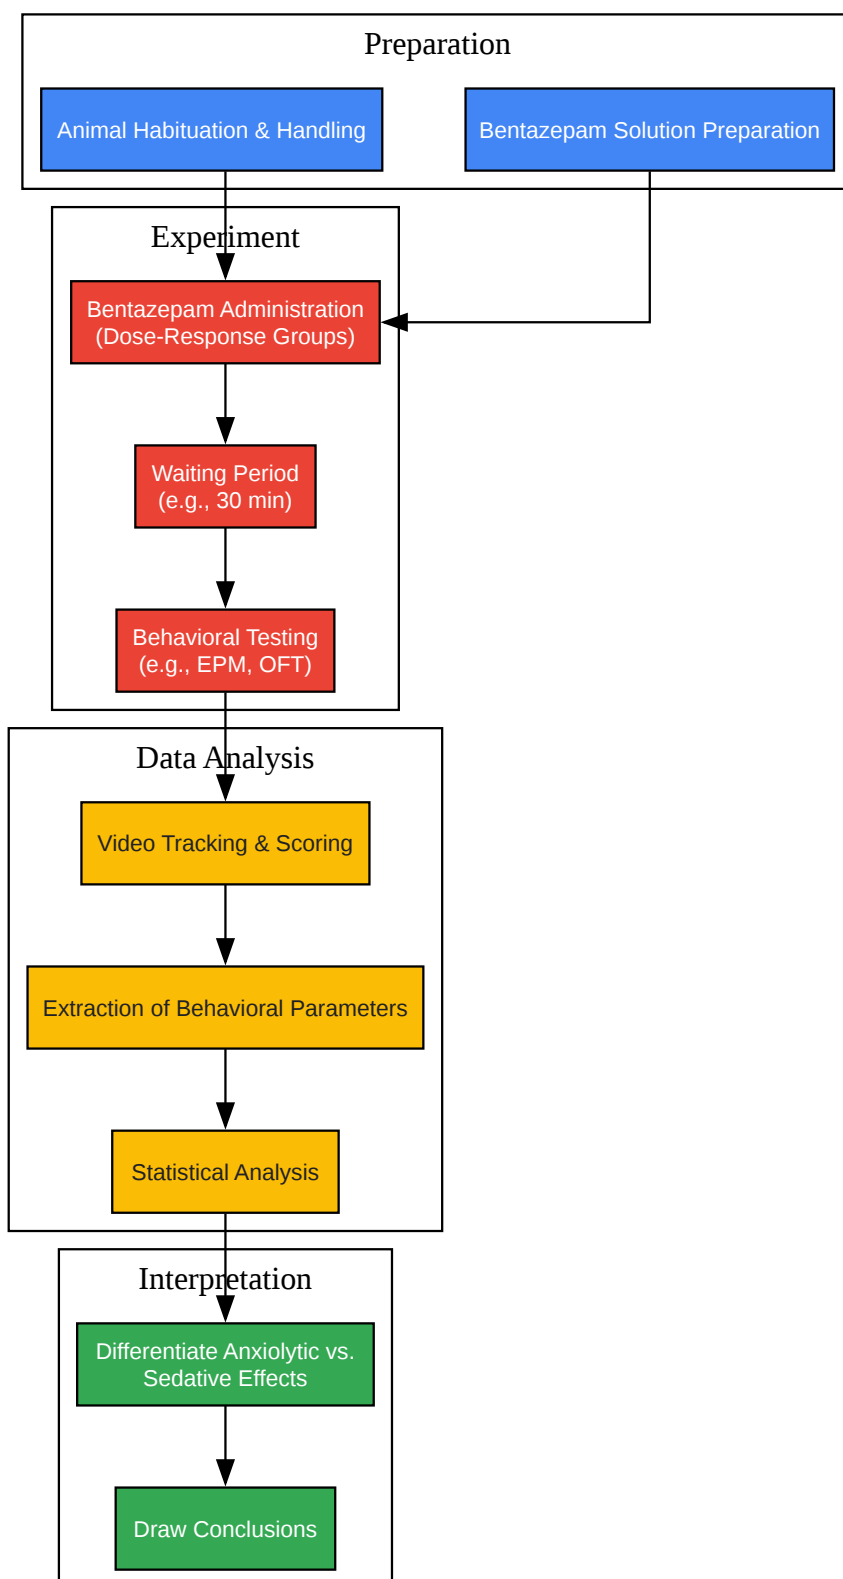 Preparation
Animal Habituation & Handling
Bentazepam Solution Preparation
Experiment
Bentazepam Administration
(Dose-Response Groups)
Waiting Period
(e.g., 30 min)
Behavioral Testing
(e.g., EPM, OFT)
Data Analysis
Video Tracking & Scoring
Extraction of Behavioral Parameters
Statistical Analysis
Interpretation
Differentiate Anxiolytic vs.
Sedative Effects
Draw Conclusions